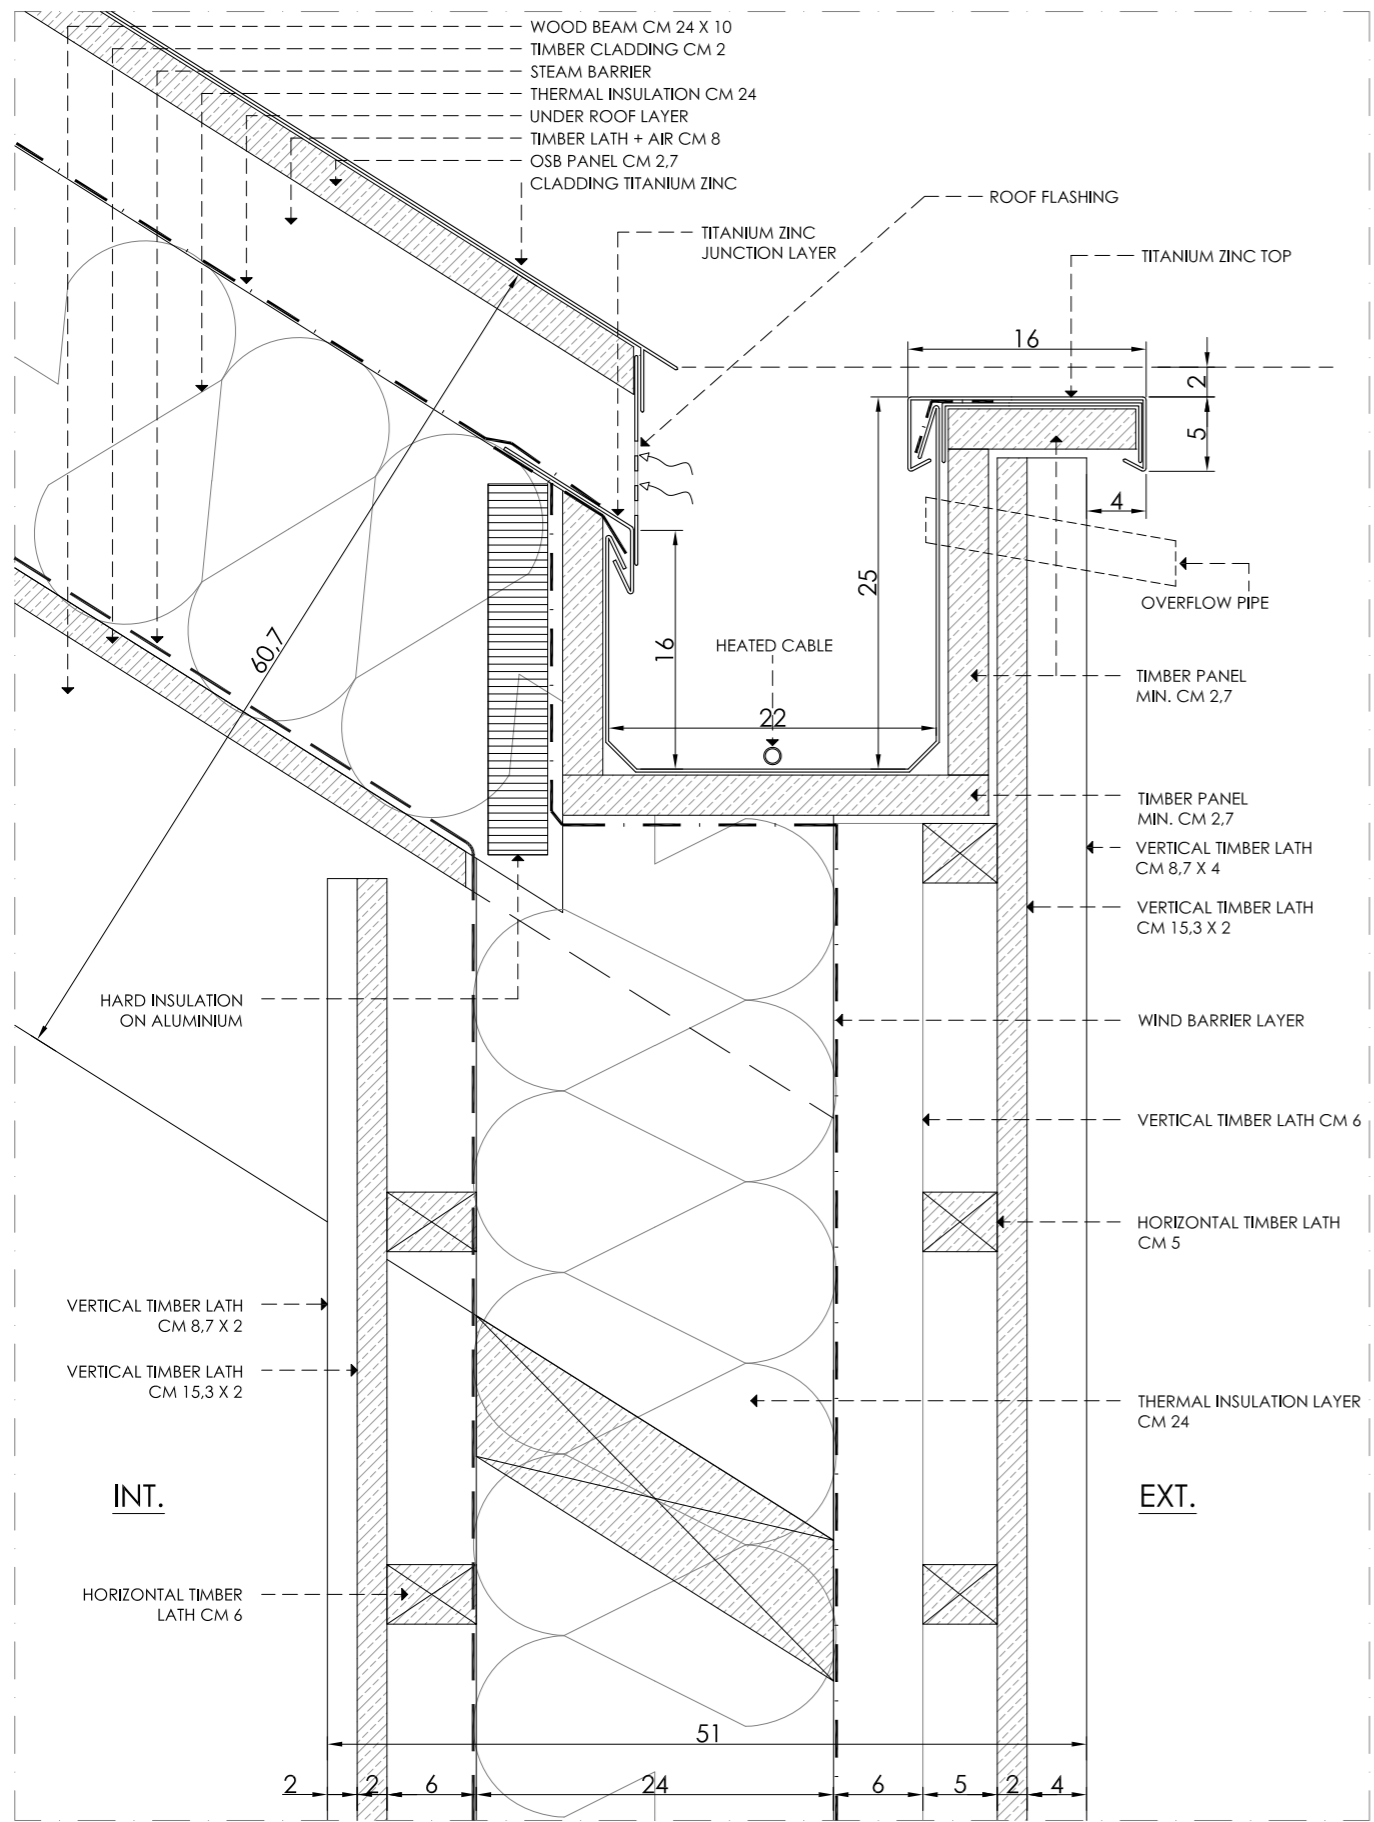 WOOD BEAM CM 24 X 10
TIMBER CLADDING CM 2
STEAM BARRIER
THERMAL INSULATION CM 24
UNDER ROOF LAYER
TIMBER LATH + AIR CM 8
OSB PANEL CM 2,7
CLADDING TITANIUM ZINC
ROOF FLASHING
TITANIUM ZINC
JUNCTION LAYER
TITANIUM ZINC TOP
16
2
5
4
25
60,7
16
OVERFLOW PIPE
HEATED CABLE
22
TIMBER PANEL
MIN. CM 2,7
TIMBER PANEL
MIN. CM 2,7
VERTICAL TIMBER LATH
CM 8,7 X 4
VERTICAL TIMBER LATH
CM 15,3 X 2
HARD INSULATION
ON ALUMINIUM
WIND BARRIER LAYER
VERTICAL TIMBER LATH CM 6
HORIZONTAL TIMBER LATH
CM 5
VERTICAL TIMBER LATH
CM 8,7 X 2
VERTICAL TIMBER LATH
CM 15,3 X 2
THERMAL INSULATION LAYER
CM 24
INT.
EXT.
HORIZONTAL TIMBER
LATH CM 6
51
2 2 6 24 6 5 2 4